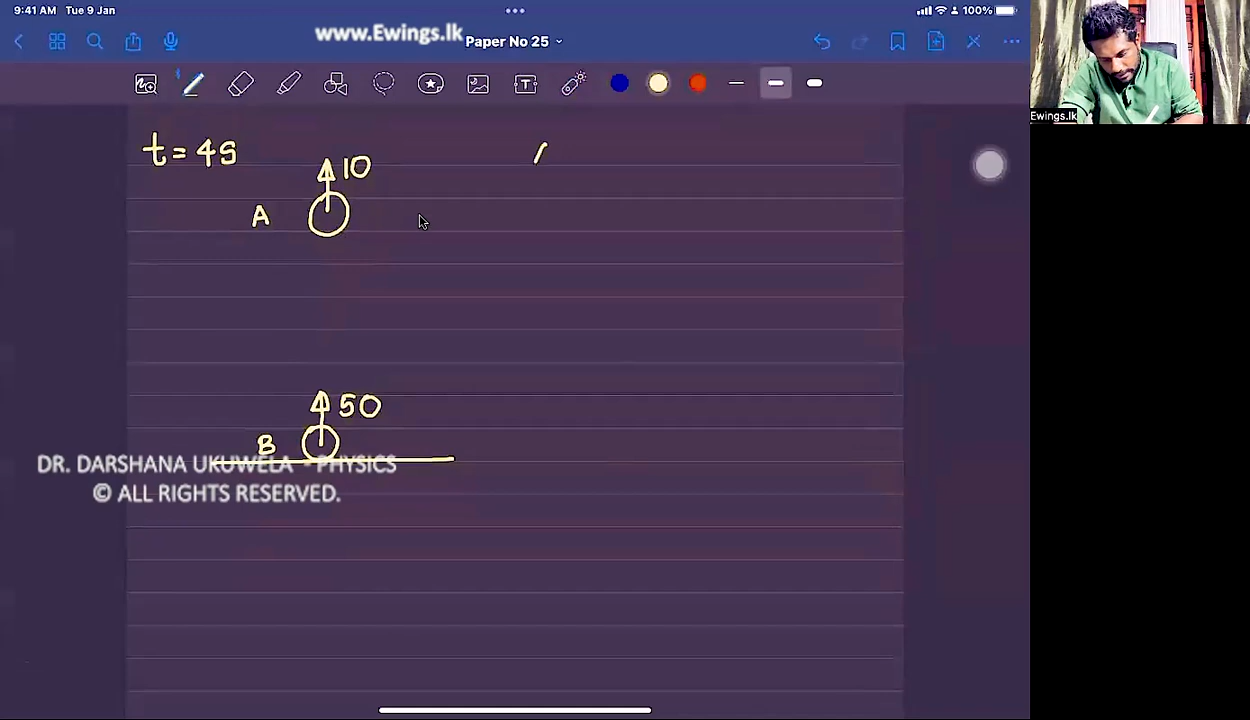 9:41 AM Tue 9 Jan
100%
www.Ewings.lk
Paper No 25
T
Ewings.lk
t = 4s
10
A
50
B
DR. DARSHANA UKUWELA - PHYSICS
© ALL RIGHTS RESERVED.